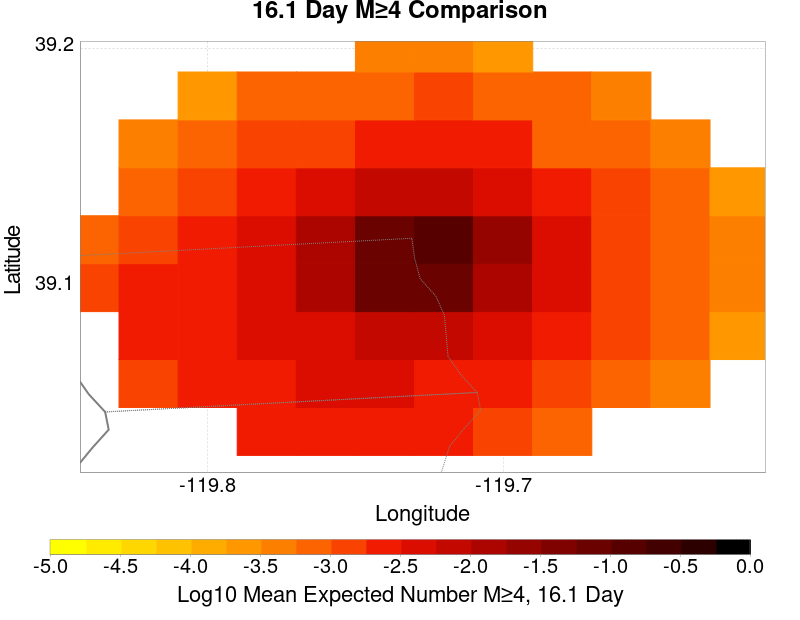 16.1 Day M≥4 Comparison
39.2
39.1
Latitude
-119.8
-119.7
Longitude
-5.0 -4.5 -4.0 -3.5 -3.0 -2.5 -2.0 -1.5 -1.0 -0.5 0.0
Log10 Mean Expected Number M≥4, 16.1 Day